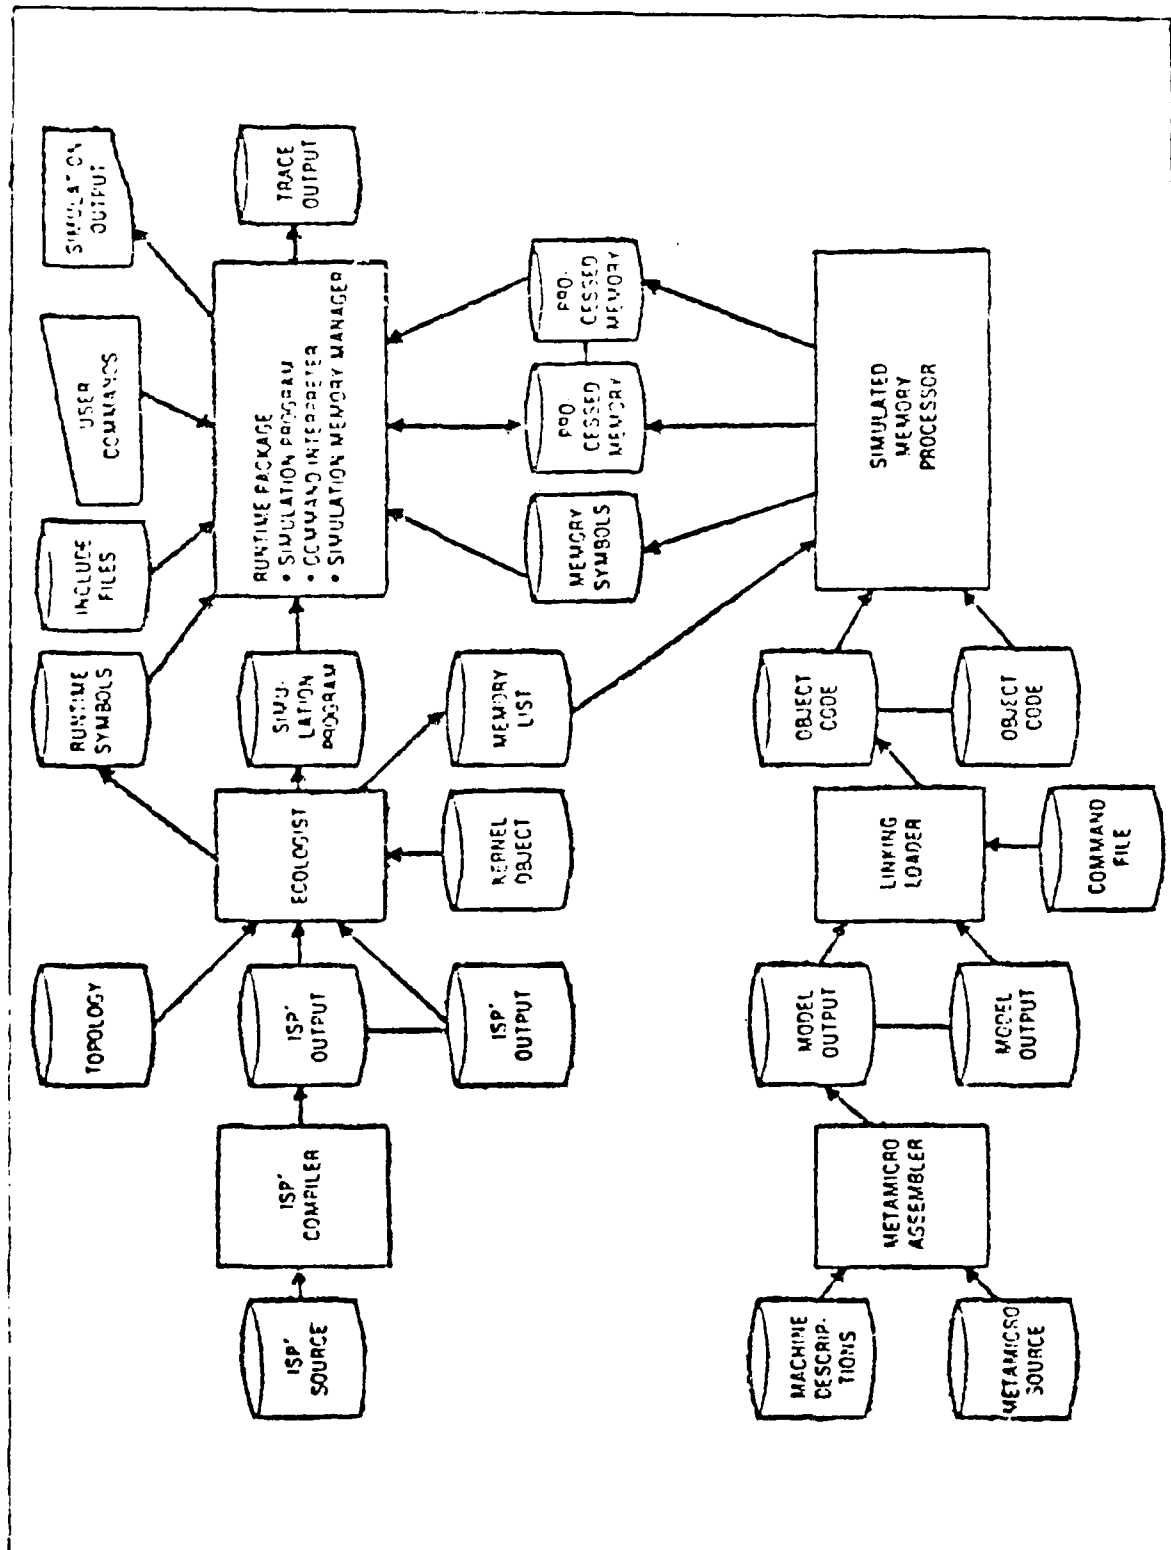 TOPOLOGY
RUNTIME
SYMBOLS
INCLUDE
FILES
USER
COMMANDS
SIMULATION
OUTPUT
ISP'
SOURCE
ISP'
COMPILER
ISP'
OUTPUT
ECOLOGIST
SIMU-
LATION
PROGRAM
RUNTIME PACKAGE
• SIMULATION PROGRAM
• COMMAND INTERPRETER
• SIMULATION MEMORY MANAGER
TRACE
OUTPUT
ISP'
OUTPUT
KERNEL
OBJECT
MEMORY
LIST
MEMORY
SYMBOLS
PRO-
CESSED
MEMORY
PRO-
CESSED
MEMORY
MACHINE
DESCRIP-
TIONS
METAMICRO
SOURCE
METAMICRO
ASSEMBLER
MODEL
OUTPUT
MODEL
OUTPUT
LINKING
LOADER
COMMAND
FILE
OBJECT
CODE
OBJECT
CODE
SIMULATED
MEMORY
PROCESSOR